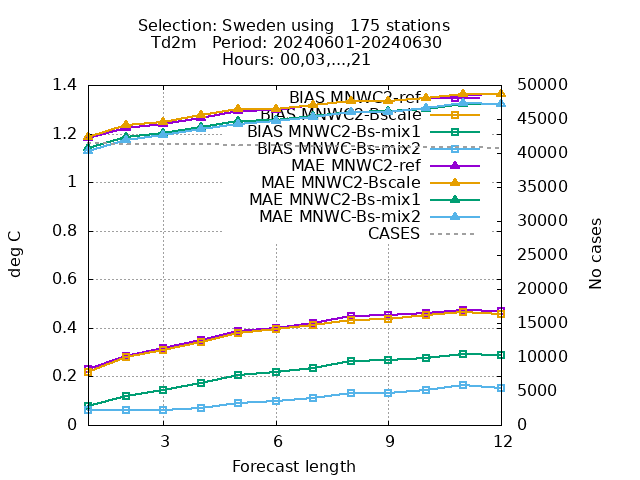 Selection: Sweden using   175 stations
Td2m   Period: 20240601-20240630
Hours: 00,03,...,21
1.4
1.2
1
0.8
0.6
0.4
0.2
0
deg C
BIAS MNWC2-ref
BIAS MNWC2-Bscale
BIAS MNWC2-Bs-mix1
BIAS MNWC-Bs-mix2
MAE MNWC2-ref
MAE MNWC2-Bscale
MAE MNWC2-Bs-mix1
MAE MNWC-Bs-mix2
CASES
50000
45000
40000
35000
30000
25000
20000
15000
10000
5000
0
No cases
3 6 9 12
Forecast length